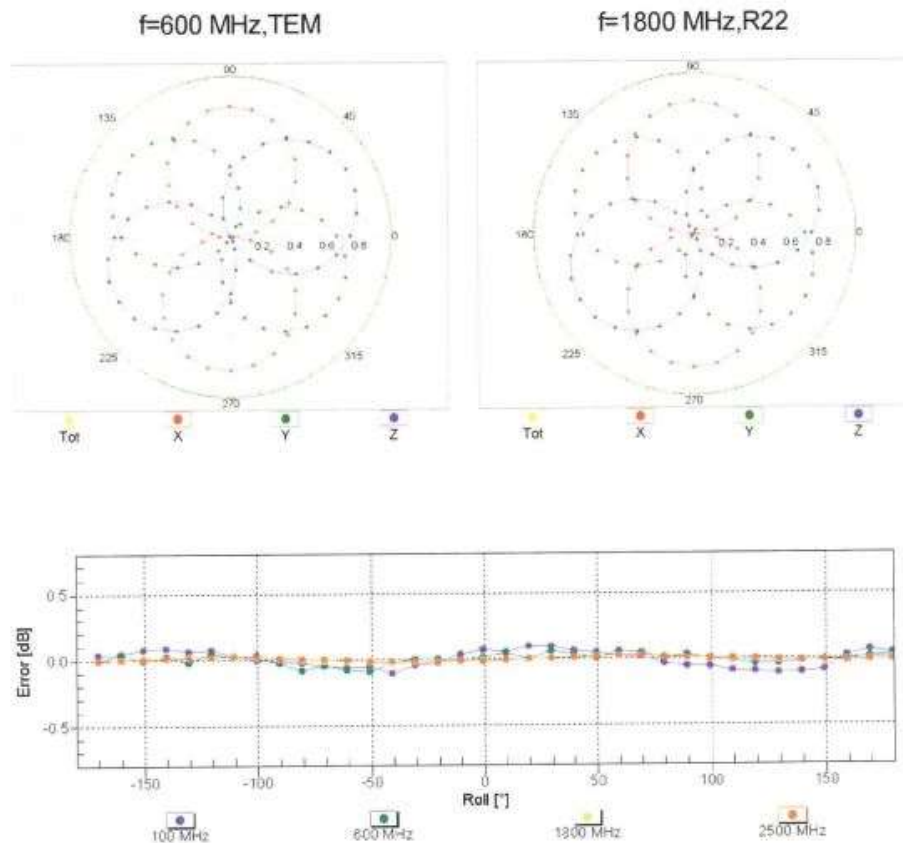 f=600 MHz,TEM
f=1800 MHz,R22
90
135
45
180
0.2
0.4
0.6
0.8
0
225
315
270
Tot
X
Y
Z
90
135
45
180
0.2
0.4
0.6
0.8
0
225
315
270
Tot
X
Y
Z
Error [dB]
0.5
0.0
-0.5
-150
-100
-50
0
50
100
150
Roll [°]
100 MHz
600 MHz
1800 MHz
2500 MHz